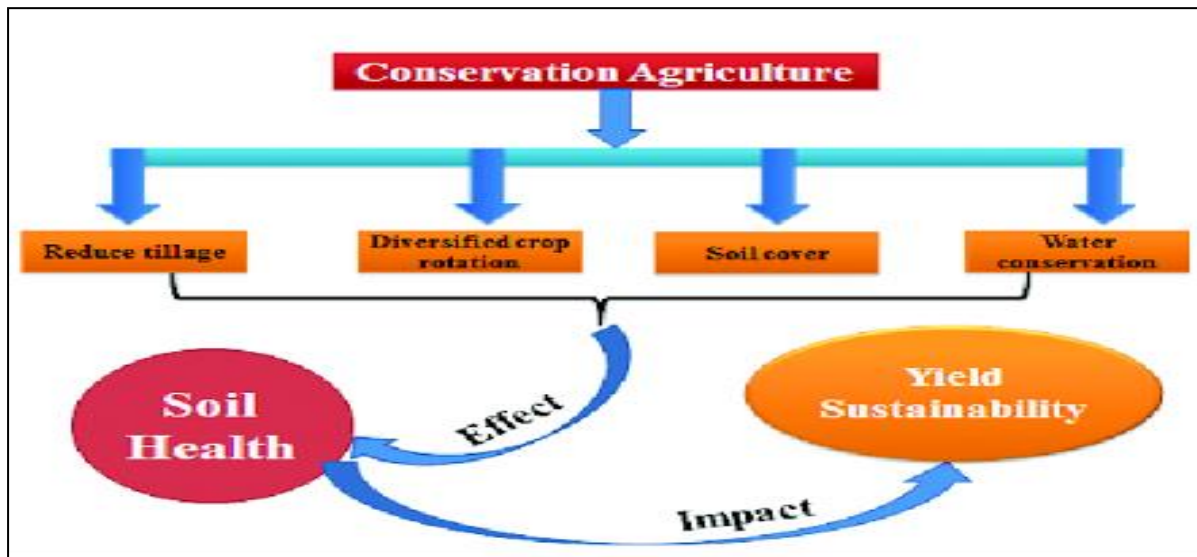 Conservation Agriculture
Reduce tillage
Diversified crop
rotation
Soil cover
Water
conservation
Soil
Health
Effect
Yield
Sustainability
Impact